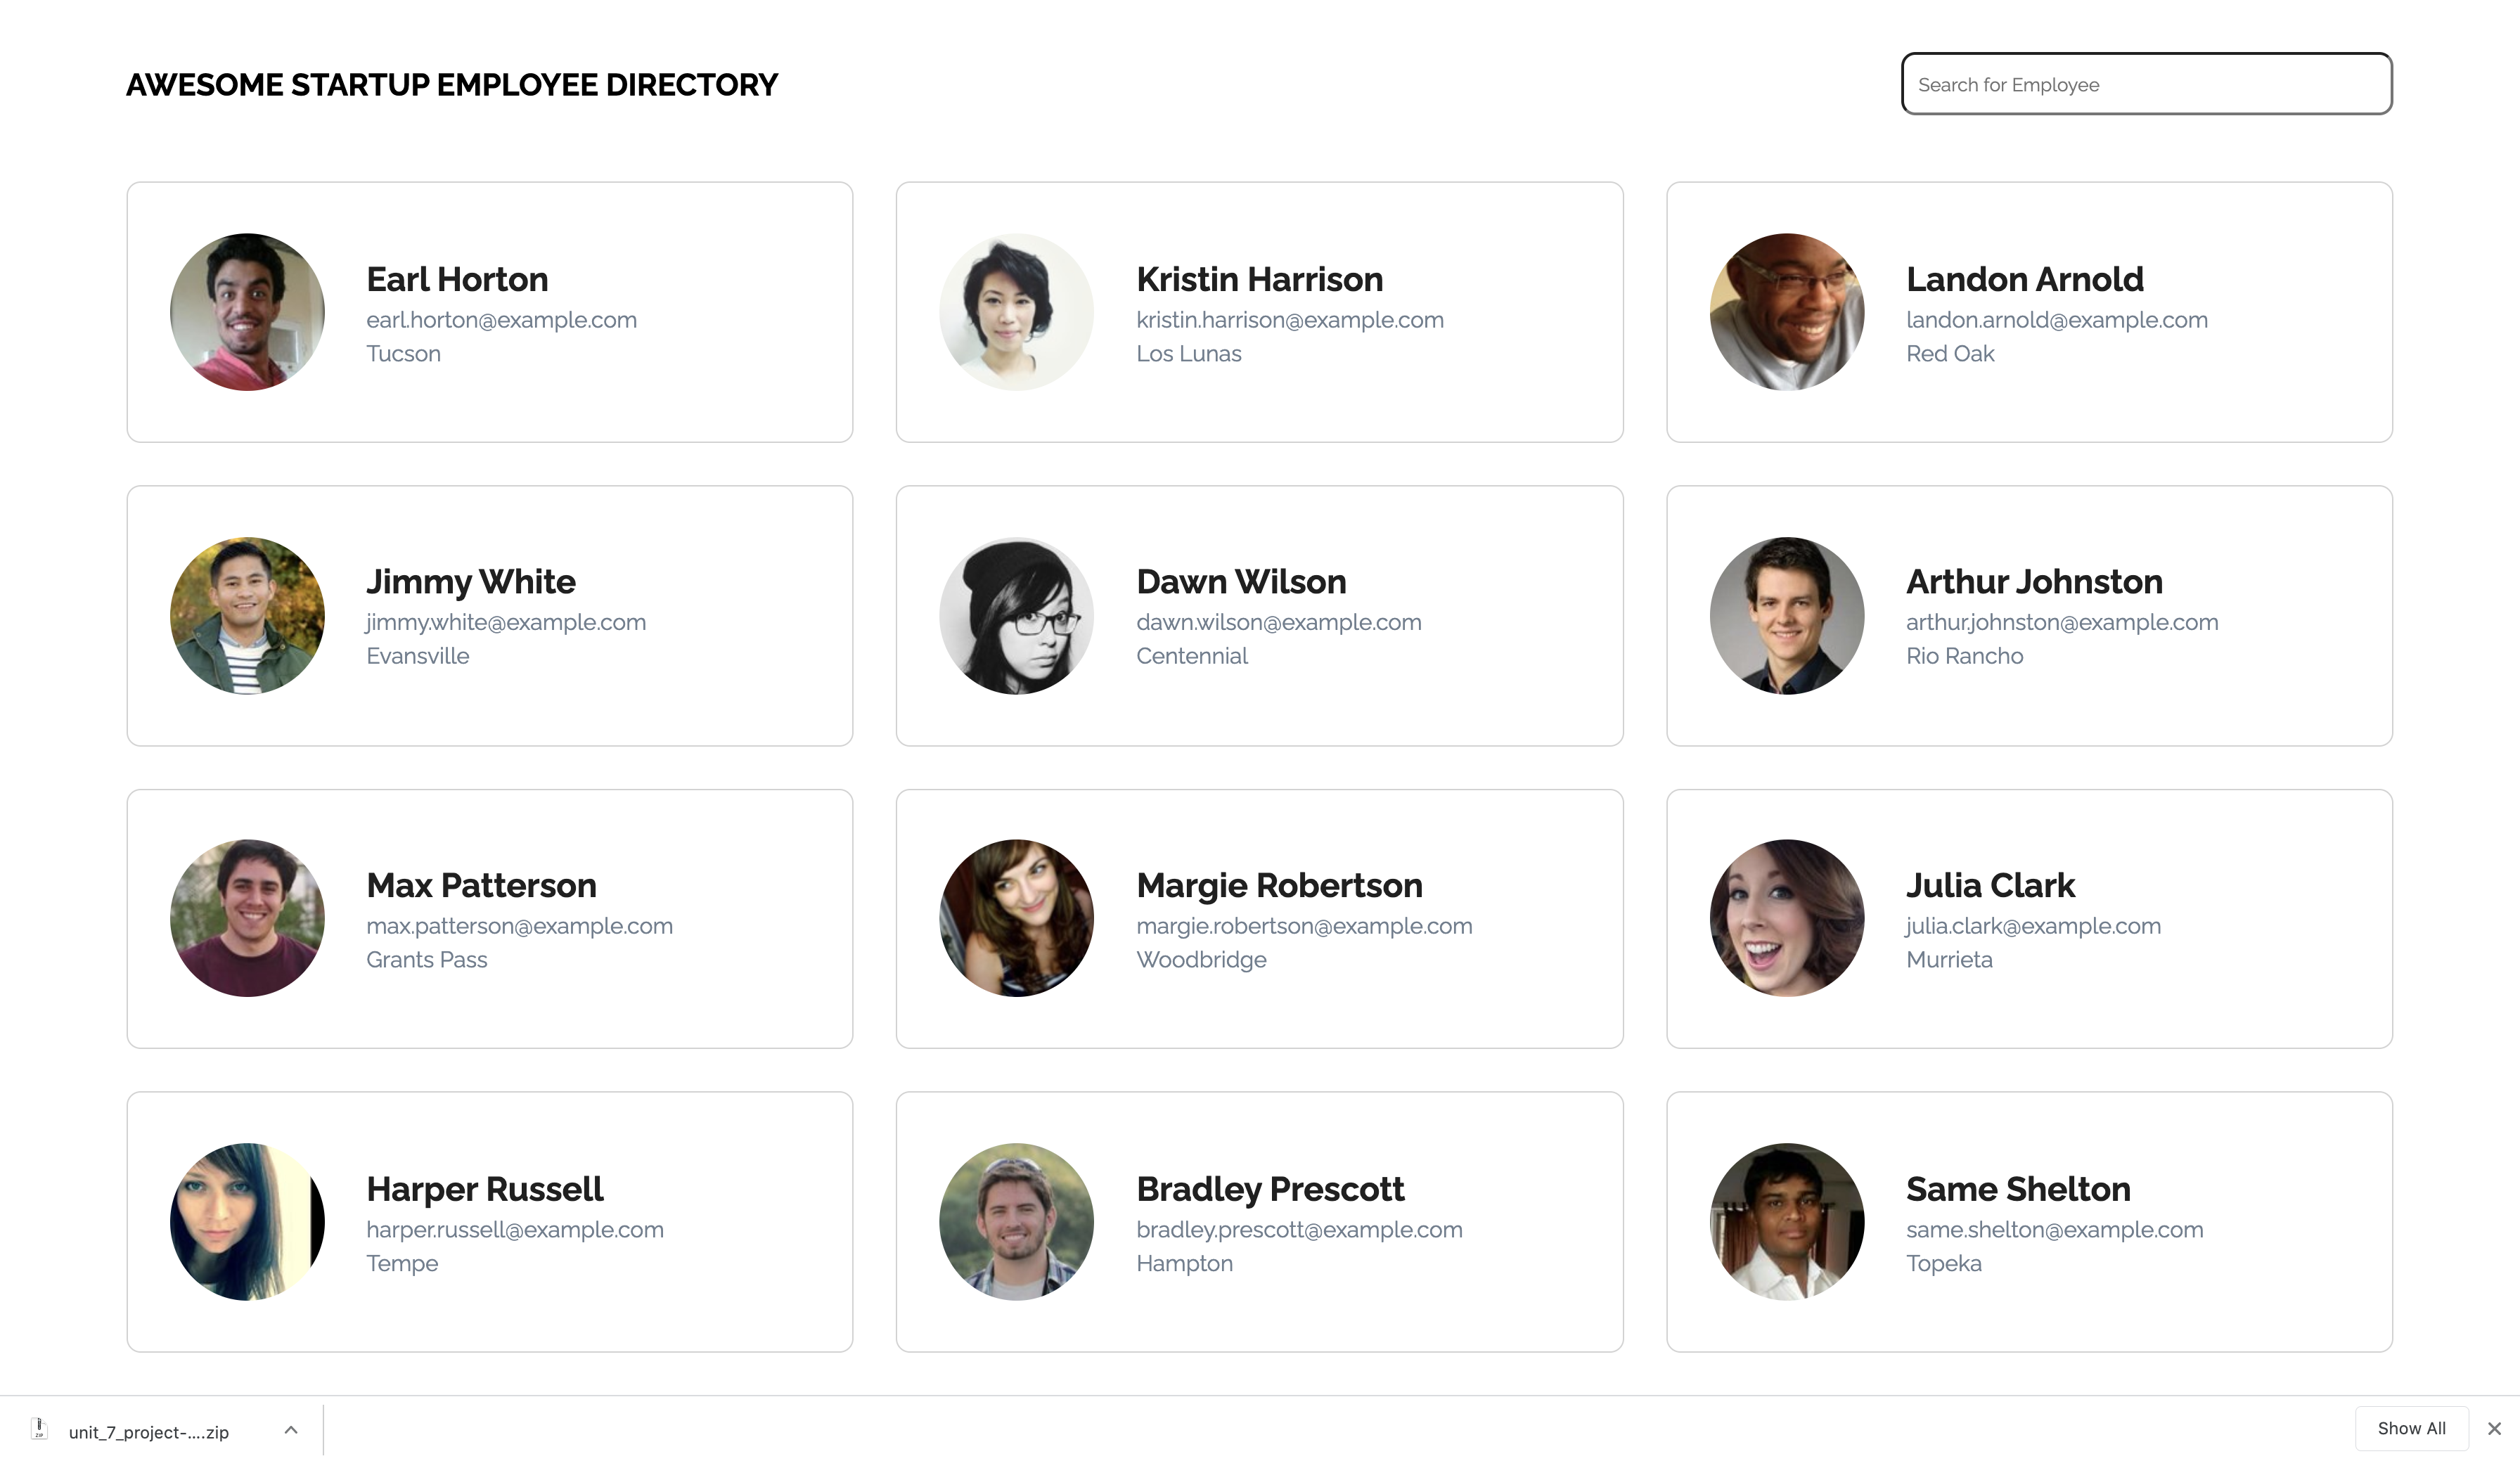 AWESOME STARTUP EMPLOYEE DIRECTORY
Search for Employee
Earl Horton
earl.horton@example.com
Tucson
Kristin Harrison
kristin.harrison@example.com
Los Lunas
Landon Arnold
landon.arnold@example.com
Red Oak
Jimmy White
jimmy.white@example.com
Evansville
Dawn Wilson
dawn.wilson@example.com
Centennial
Arthur Johnston
arthur.johnston@example.com
Rio Rancho
Max Patterson
max.patterson@example.com
Grants Pass
Margie Robertson
margie.robertson@example.com
Woodbridge
Julia Clark
julia.clark@example.com
Murrieta
Harper Russell
harper.russell@example.com
Tempe
Bradley Prescott
bradley.prescott@example.com
Hampton
Same Shelton
same.shelton@example.com
Topeka
ZIP
unit_7_project-....zip
Show All